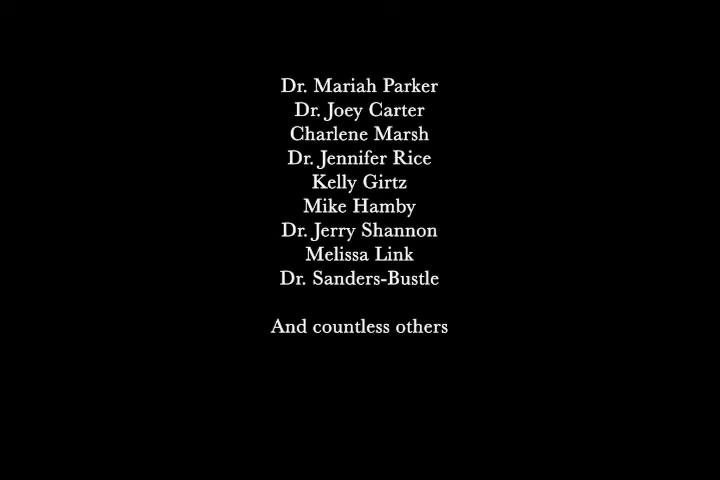 Dr. Mariah Parker
Dr. Joey Carter
Charlene Marsh
Dr. Jennifer Rice
Kelly Girtz
Mike Hamby
Dr. Jerry Shannon
Melissa Link
Dr. Sanders-Bustle
And countless others